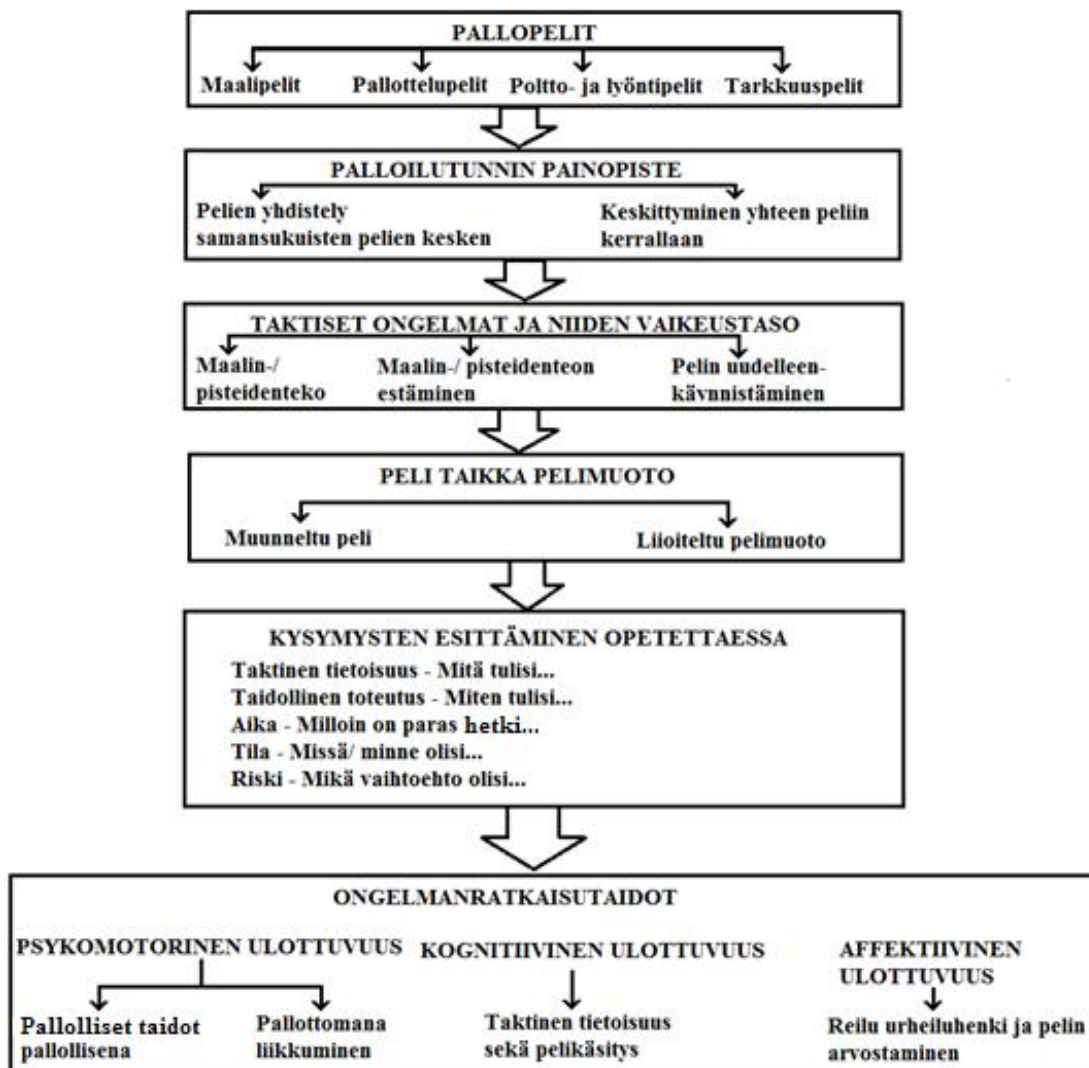 PALLOPELIT
Maalipelit Pallottelupelit Poltto- ja lyöntipelit Tarkkuuspelit
PALLOILUTUNNIN PAINOPISTE
Pelien yhdistely
samansukuisten pelien kesken
Keskittyminen yhteen peliin
kerrallaan
TAKTISET ONGELMAT JA NIIDEN VAIKEUSTASO
Maalin-/
pisteidenteko
Maalin-/ pisteidenteon
estäminen
Pelin uudelleen-
kävnnistäminen
PELI TAIKKA PELIMUOTO
Muunneltu peli Liioiteltu pelimuoto
KYSYMYSTEN ESITTÄMINEN OPETETTAESSA
Taktinen tietoisuus - Mitä tulisi...
Taidollinen toteutus - Miten tulisi...
Aika - Milloin on paras hetki...
Tila - Missä/ minne olisi...
Riski - Mikä vaihtoehto olisi...
ONGELMANRATKAISUTAIDOT
PSYKOMOTORINEN ULOTTUVUUS
Pallolliset taidot
pallollisena
Pallottomana
liikkuminen
KOGNITIIVINEN ULOTTUVUUS
Taktinen tietoisuus
sekä pelikäsitys
AFFEKTIIVINEN
ULOTTUVUUS
Reilu urheiluhenki ja pelin
arvostaminen